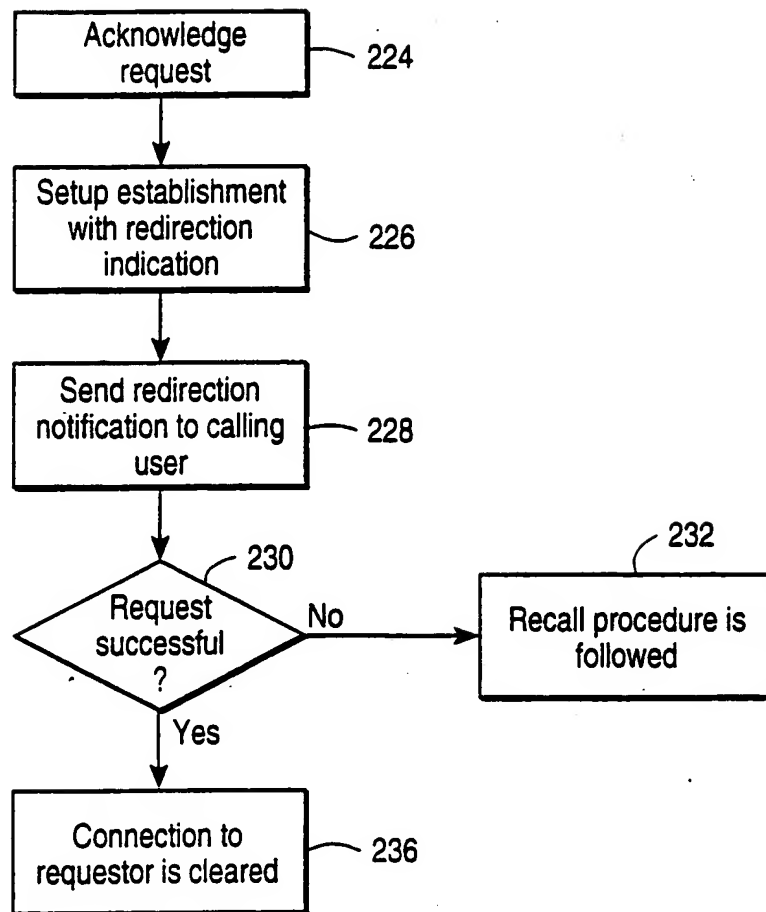 Acknowledge
request
224
Setup establishment
with redirection
indication
226
Send redirection
notification to calling
user
228
230
Request
successful
?
No
232
Recall procedure is
followed
Yes
Connection to
requestor is cleared
236